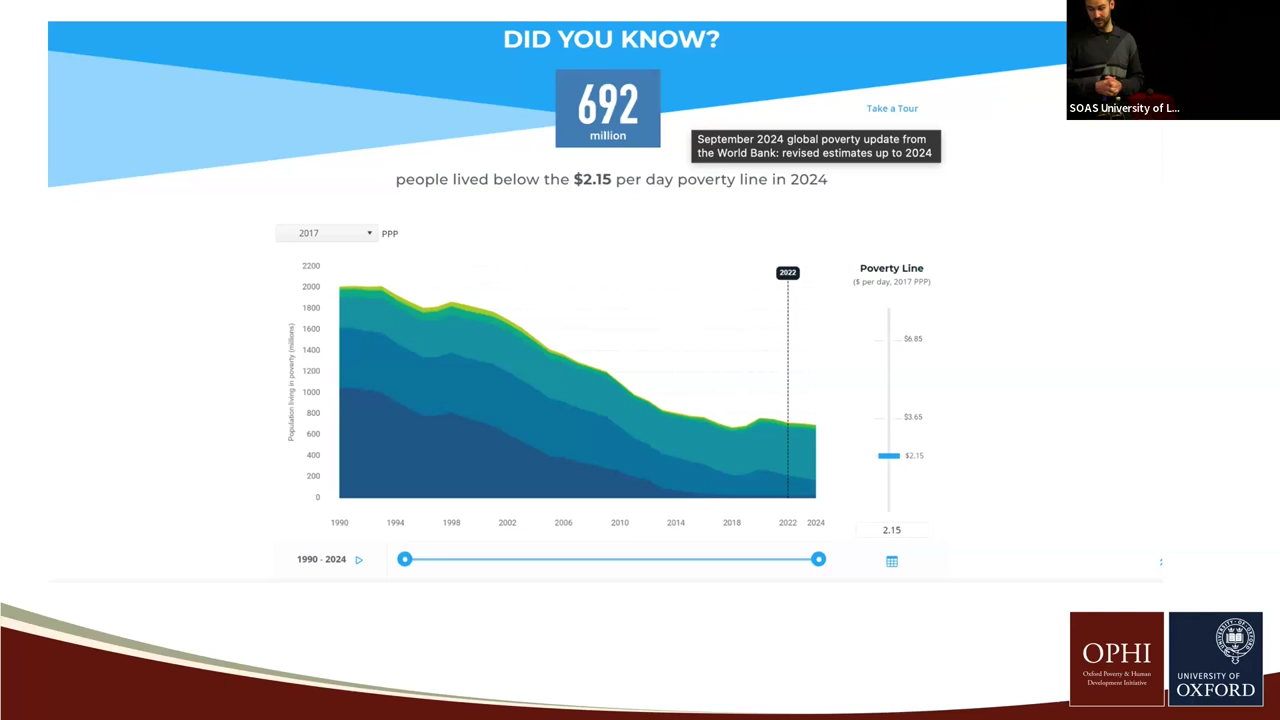 DID YOU KNOW?
692
million
Take a Tour
September 2024 global poverty update from
the World Bank: revised estimates up to 2024
people lived below the $2.15 per day poverty line in 2024
SOAS University of L...
2017
PPP
2022
Population living in poverty (millions)
2200
2000
1800
1600
1400
1200
1000
800
600
400
200
0
1990
1994
1998
2002
2006
2010
2014
2018
2022
2024
Poverty Line
($ per day, 2017 PPP)
$6.85
$3.65
$2.15
2.15
1990 - 2024
OPHI
Oxford Poverty & Human
Development Initiative
UNIVERSITY OF
OXFORD